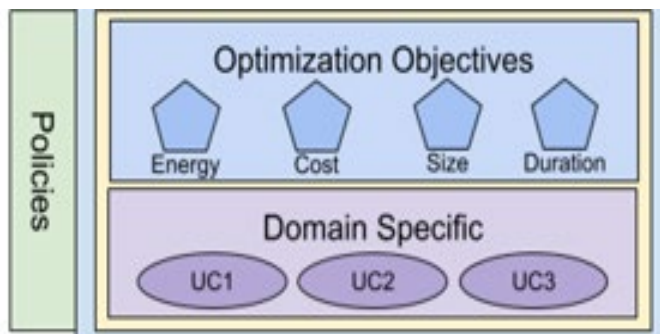 Policies
Optimization Objectives
Energy Cost Size Duration
Domain Specific
UC1 UC2 UC3